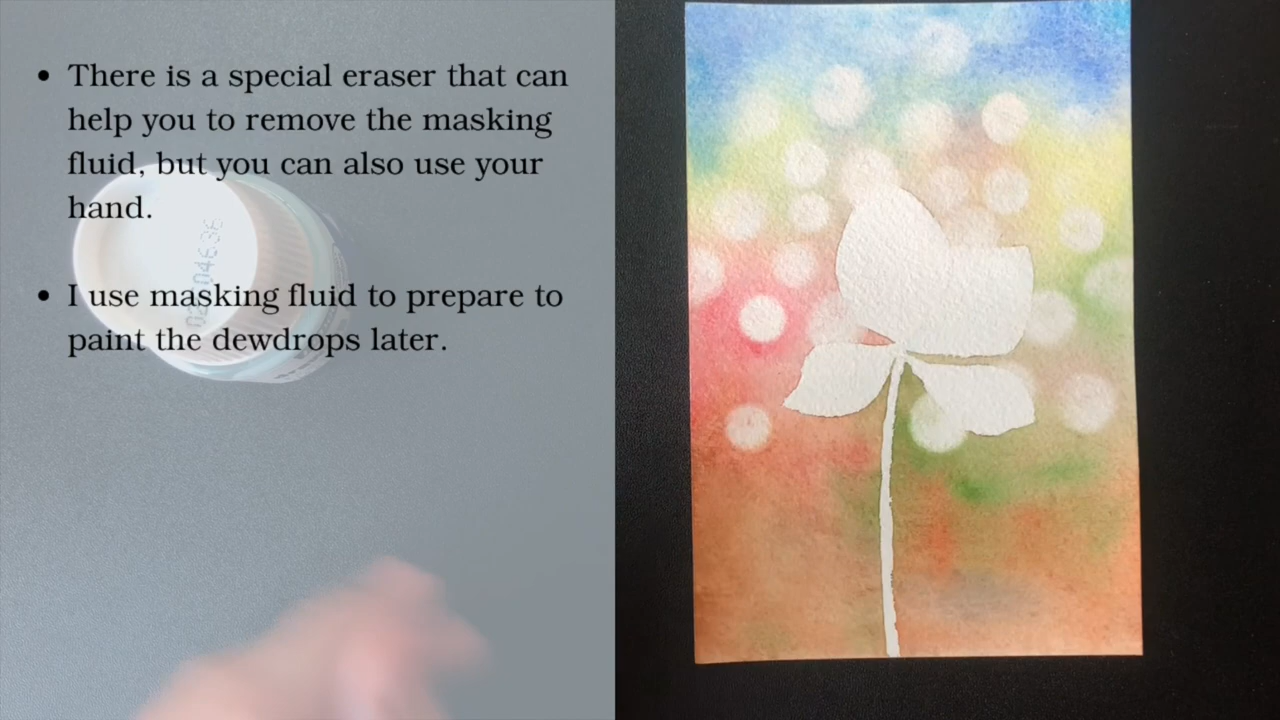 • There is a special eraser that can
help you to remove the masking
fluid, but you can also use your
hand.
• I use masking fluid to prepare to
paint the dewdrops later.